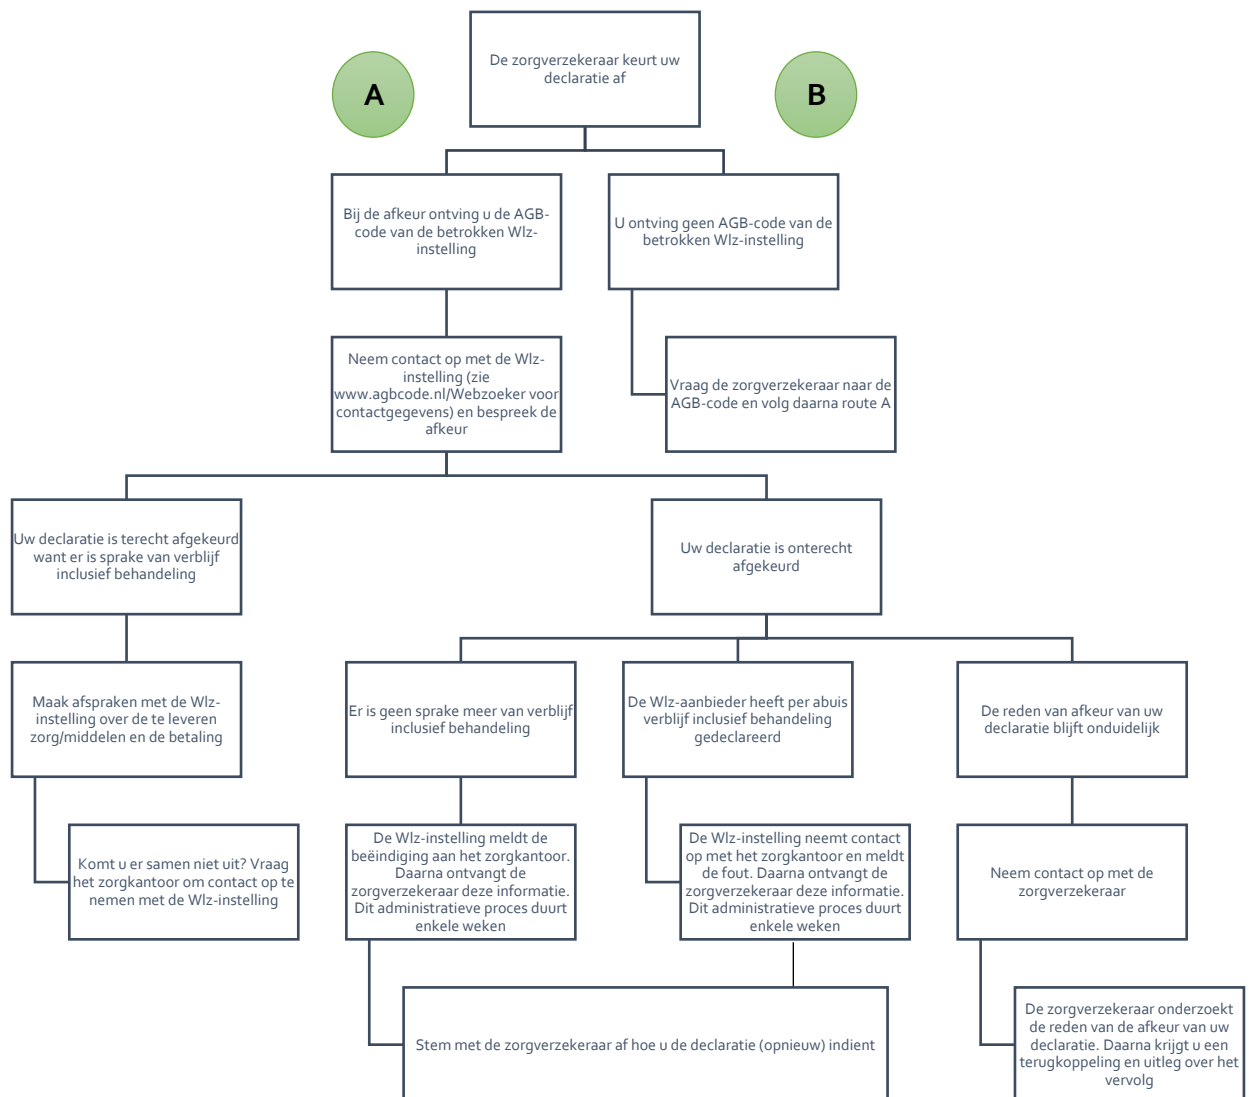 De zorgverzekeraar keurt uw
declaratie af
A
B
Bij de afkeur ontving u de AGB-
code van de betrokken Wlz-
instelling
U ontving geen AGB-code van de
betrokken Wlz-instelling
Neem contact op met de Wlz-
instelling (zie
www.agbcode.nl/Webzoeker voor
contactgegevens) en bespreek de
afkeur
Vraag de zorgverzekeraar naar de
AGB-code en volg daarna route A
Uw declaratie is terecht afgekeurd
want er is sprake van verblijf
inclusief behandeling
Uw declaratie is onterecht
afgekeurd
Maak afspraken met de Wlz-
instelling over de te leveren
zorg/middelen en de betaling
Er is geen sprake meer van verblijf
inclusief behandeling
De Wlz-aanbieder heeft per abuis
verblijf inclusief behandeling
gedeclareerd
De reden van afkeur van uw
declaratie blijft onduidelijk
Komt u er samen niet uit? Vraag
het zorgkantoor om contact op te
nemen met de Wlz-instelling
De Wlz-instelling meldt de
beëindiging aan het zorgkantoor.
Daarna ontvangt de
zorgverzekeraar deze informatie.
Dit administratieve proces duurt
enkele weken
De Wlz-instelling neemt contact
op met het zorgkantoor en meldt
de fout. Daarna ontvangt de
zorgverzekeraar deze informatie.
Dit administratieve proces duurt
enkele weken
Neem contact op met de
zorgverzekeraar
Stem met de zorgverzekeraar af hoe u de declaratie (opnieuw) indient
De zorgverzekeraar onderzoekt
de reden van de afkeur van uw
declaratie. Daarna krijgt u een
terugkoppeling en uitleg over het
vervolg